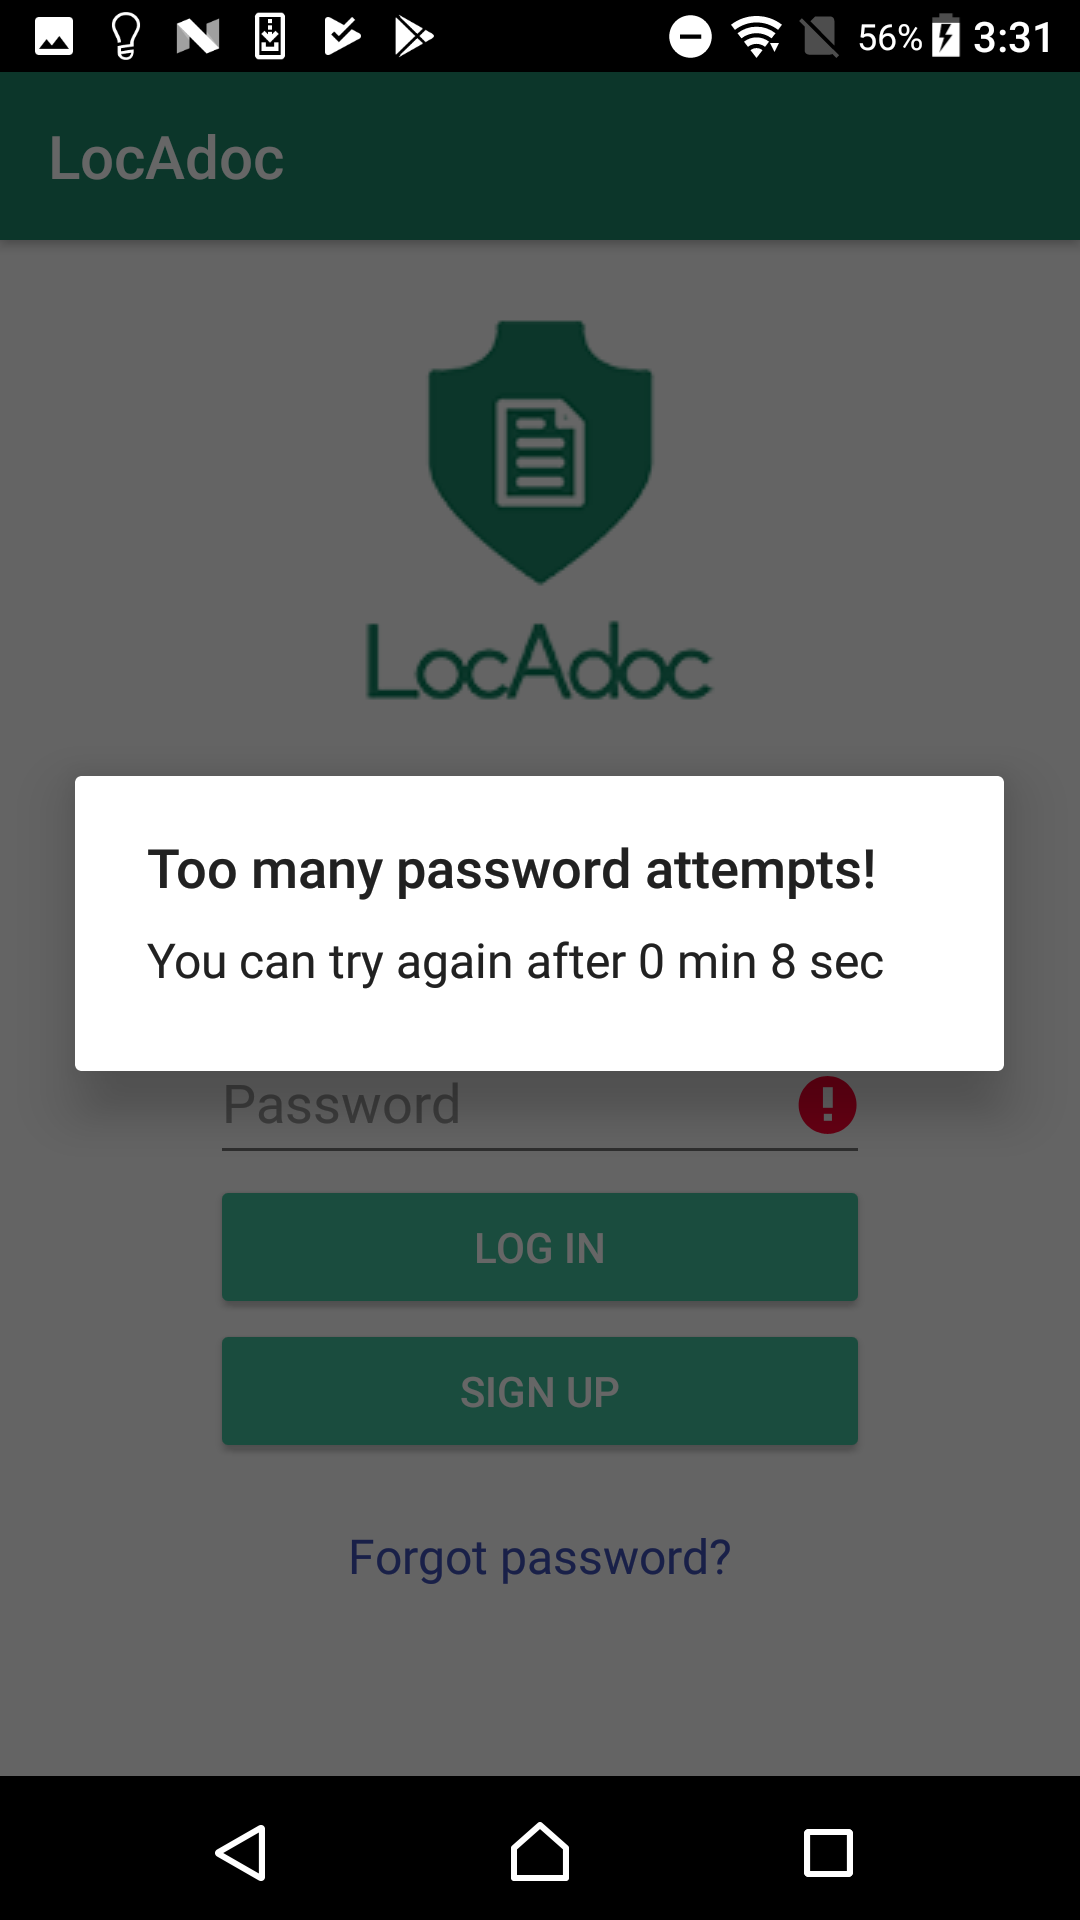 56% 3:31
LocAdoc
LocAdoc
Too many password attempts!
You can try again after 0 min 8 sec
Password
LOG IN
SIGN UP
Forgot password?